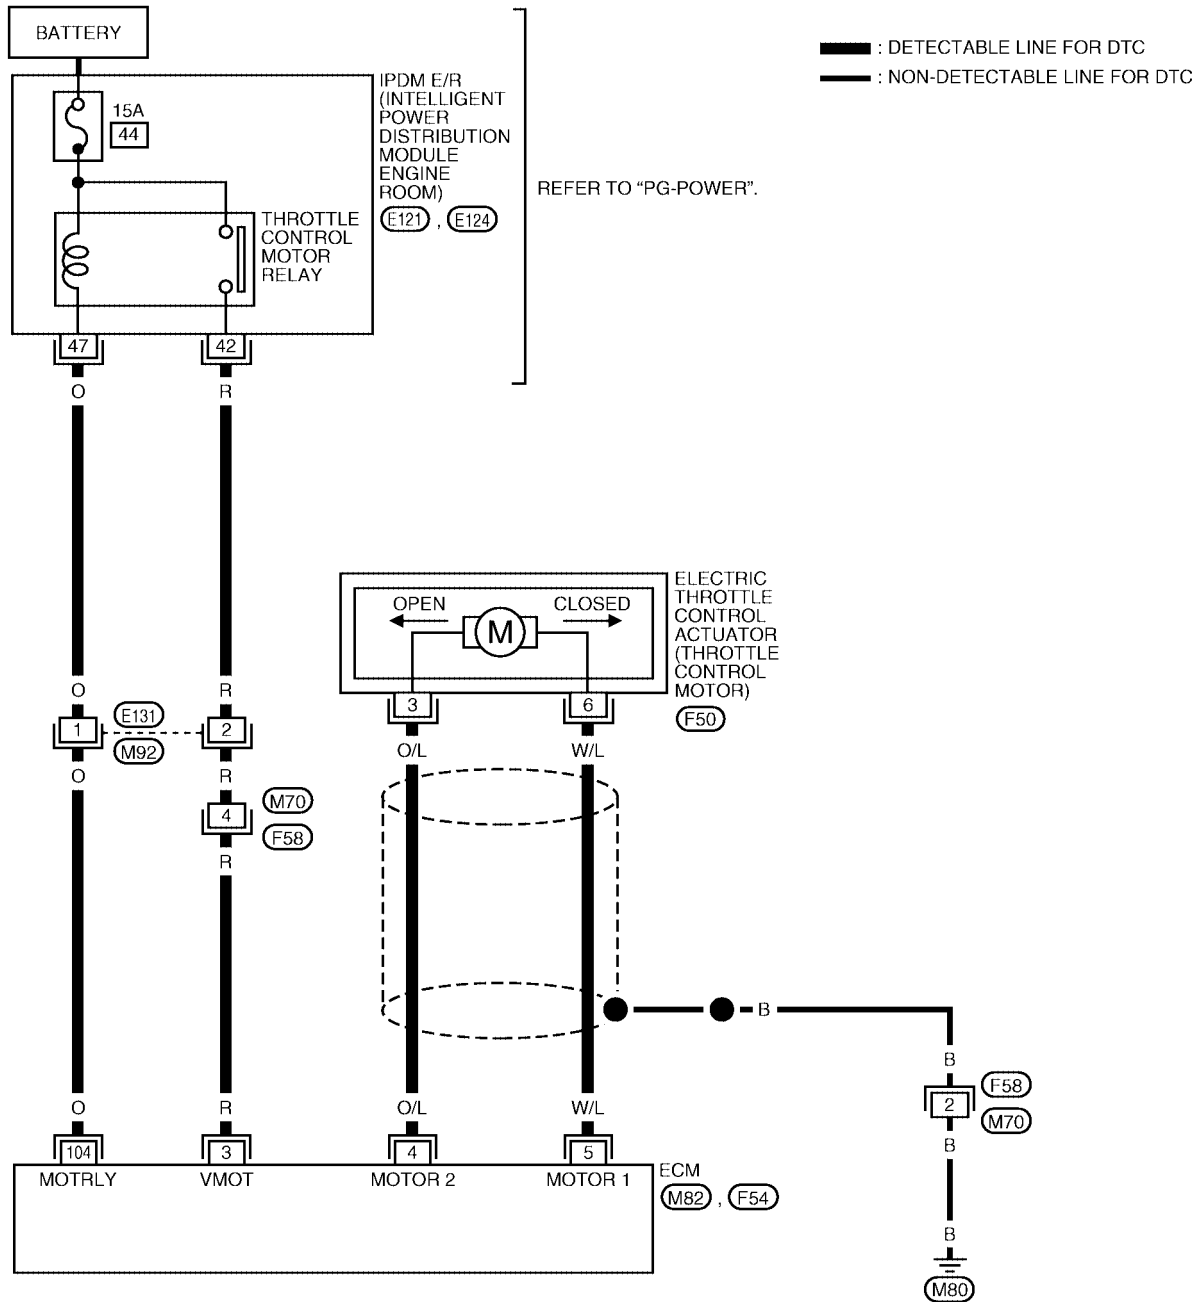 BATTERY
: DETECTABLE LINE FOR DTC
: NON-DETECTABLE LINE FOR DTC
IPDM E/R
(INTELLIGENT
POWER
DISTRIBUTION
MODULE
ENGINE
ROOM)
E121 , E124
15A
44
REFER TO “PG-POWER”.
THROTTLE
CONTROL
MOTOR
RELAY
47
42
O
R
ELECTRIC
THROTTLE
CONTROL
ACTUATOR
(THROTTLE
CONTROL
MOTOR)
F50
OPEN
CLOSED
M
3
6
O
R
O/L
W/L
1
E131
M92
2
O
R
4
M70
F58
R
B
B
F58
2
M70
B
B
M80
O
R
O/L
W/L
104
3
4
5
MOTRLY
VMOT
MOTOR 2
MOTOR 1
ECM
M82 , F54